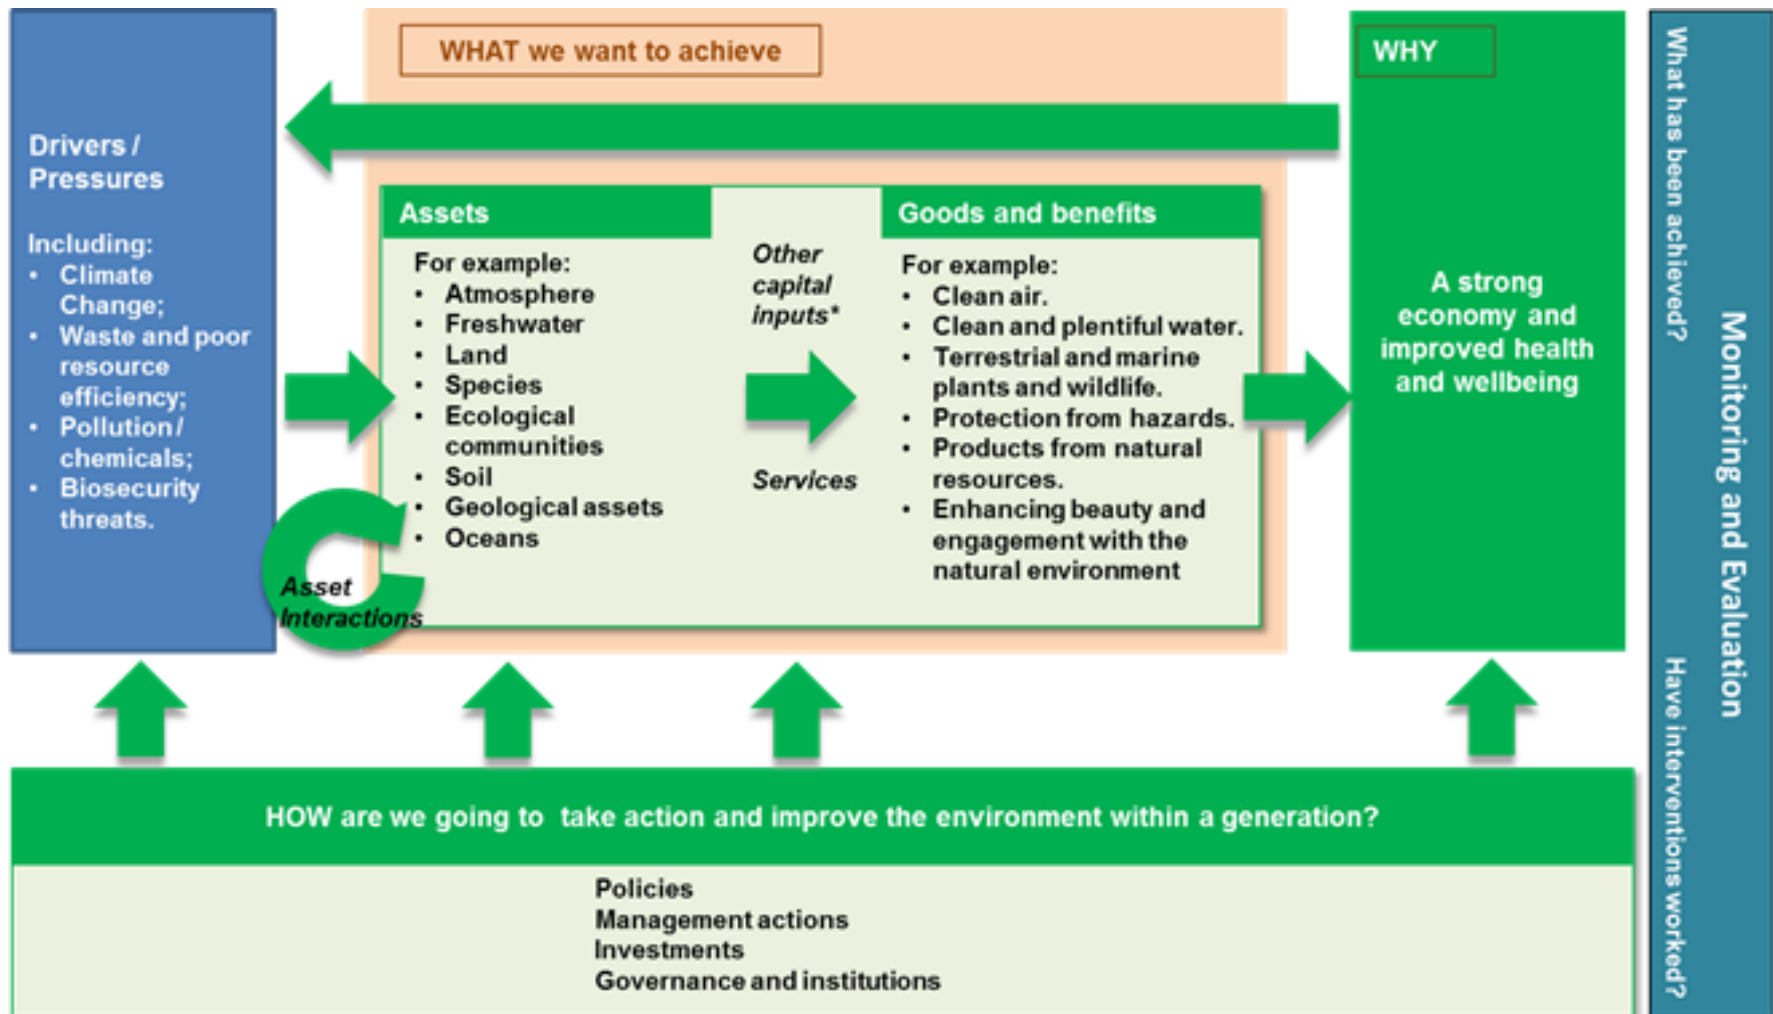 WHAT we want to achieve
WHY
Drivers /
Pressures
Including:
• Climate
Change;
• Waste and poor
resource
efficiency;
• Pollution /
chemicals;
• Biosecurity
threats.
Assets
For example:
• Atmosphere
• Freshwater
• Land
• Species
• Ecological
communities
• Soil
• Geological assets
• Oceans
Asset
Interactions
Other
capital
inputs*
Services
Goods and benefits
For example:
• Clean air.
• Clean and plentiful water.
• Terrestrial and marine
plants and wildlife.
• Protection from hazards.
• Products from natural
resources.
• Enhancing beauty and
engagement with the
natural environment
A strong
economy and
improved health
and wellbeing
What has been achieved?
Have interventions worked?
Monitoring and Evaluation
HOW are we going to take action and improve the environment within a generation?
Policies
Management actions
Investments
Governance and institutions